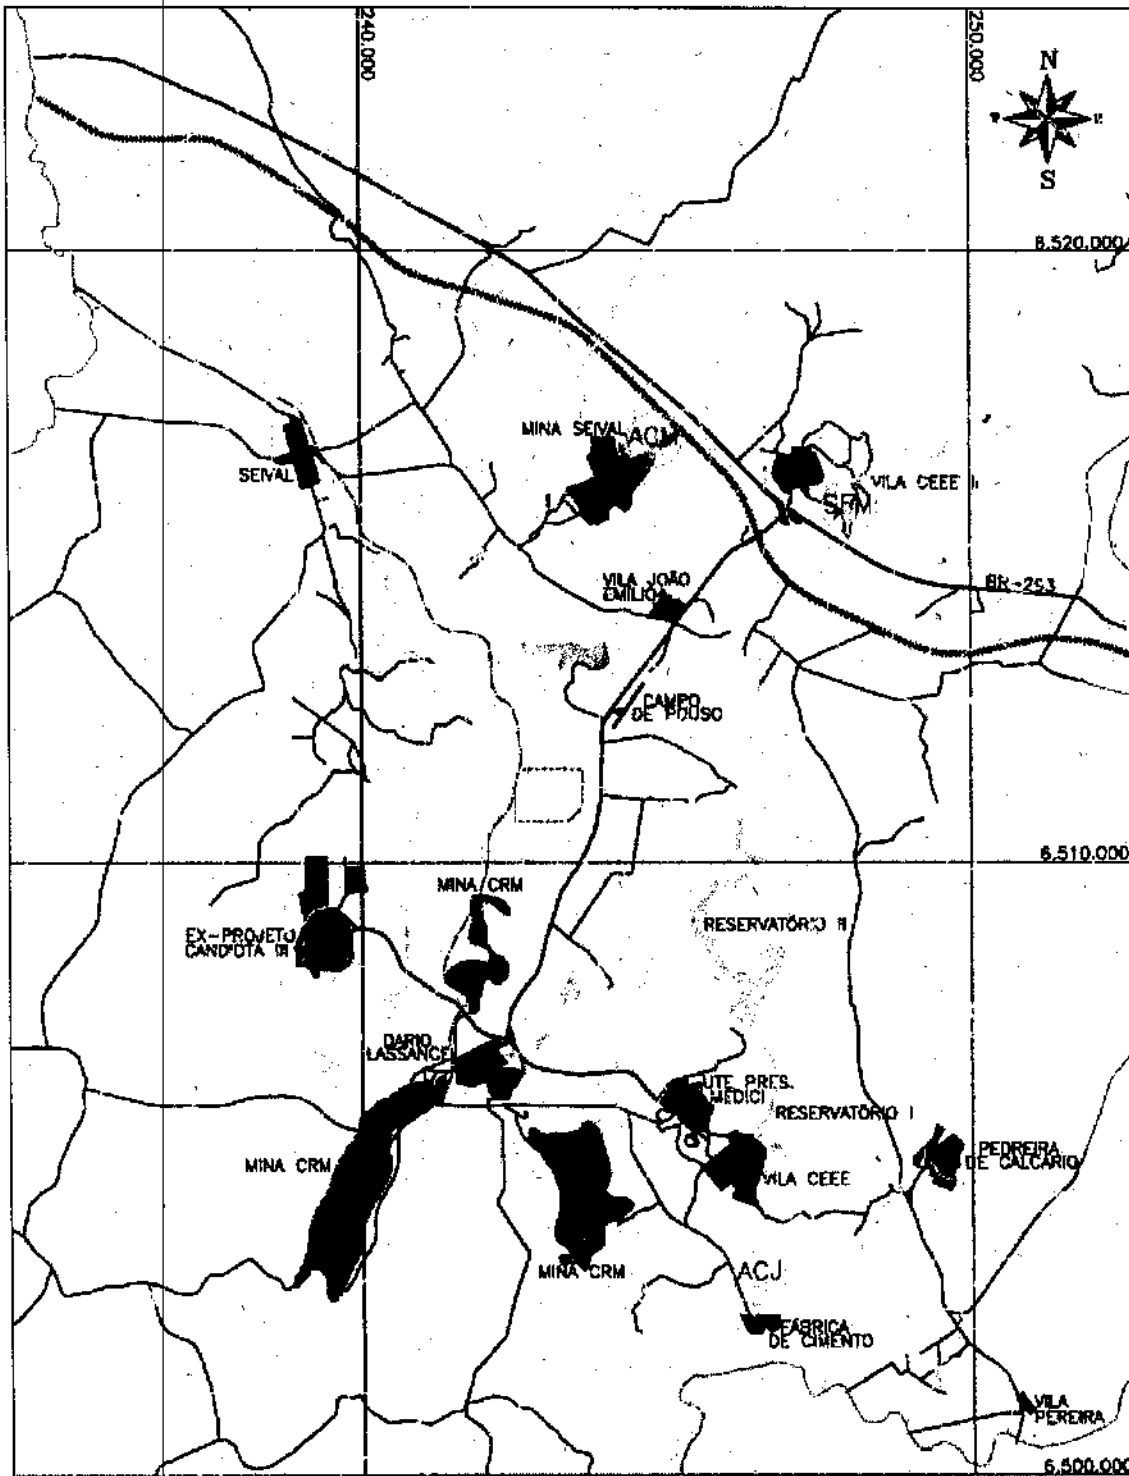 240.000
250.000
N
S
6.520.000
MINA SEIVAL
ACM
SEIVAL
VILA CEEE II
SFM
VILA JOÃO
EMILIO
BR-293
CAMPO
DE POUSO
6.510.000
MINA CRM
EX-PROJETO
CANDIOTA III
RESERVATÓRIO II
DARIO
LASSANCE
UTE PRES.
MEDICI
RESERVATÓRIO I
PEDREIRA
DE CALCÁRIO
MINA CRM
VILA CEEE
MINA CRM
ACJ
FÁBRICA
DE CIMENTO
VILA
PEREIRA
6.500.000